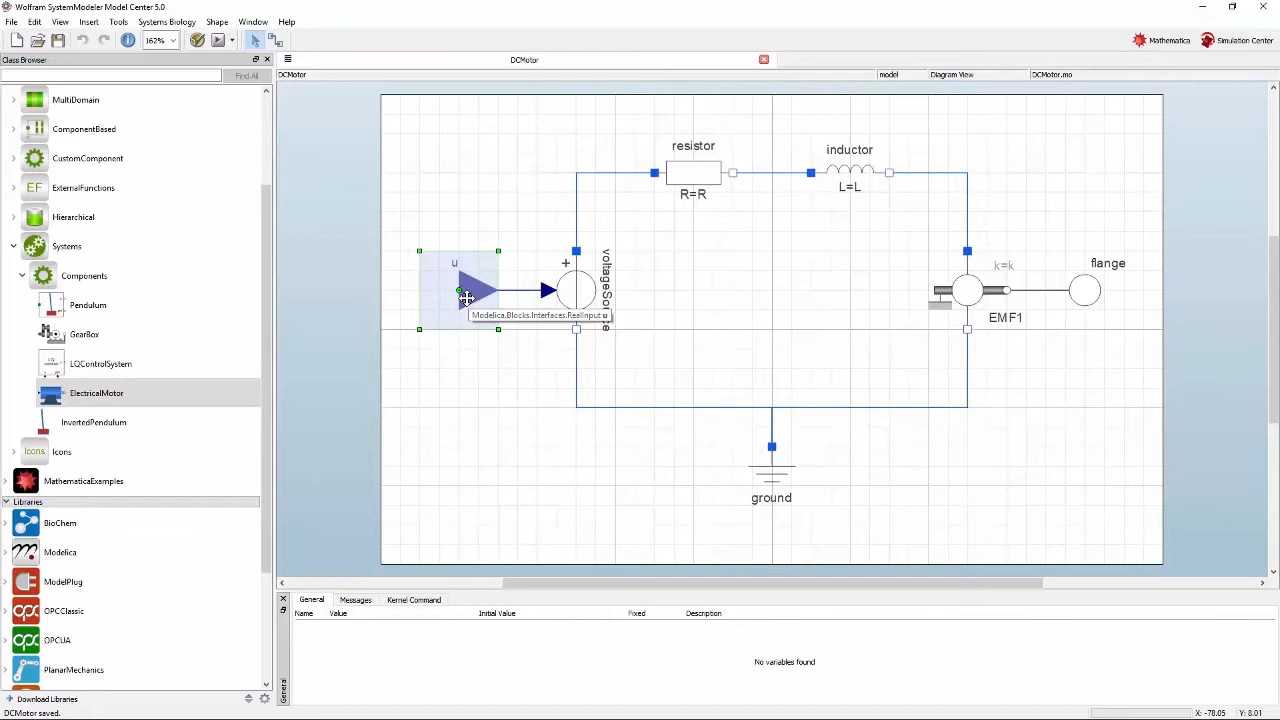 Wolfram SystemModeler Model Center 5.0
File Edit View Insert Tools Systems Biology Shape Window Help
162% Mathematica Simulation Center
Class Browser
DCMotor
Find All
DCMotor model Diagram View DCMotor.mo
MultiDomain
ComponentBased
CustomComponent
EF ExternalFunctions
Hierarchical
Systems
Components
Pendulum
GearBox
LQControlSystem
ElectricalMotor
InvertedPendulum
Icons Icons
MathematicaExamples
Libraries
BioChem
Modelica
ModelPlug
OPCClassic
OPCUA
PlanarMechanics
Download Libraries
DCMotor saved.
resistor
R=R
inductor
L=L
u
+
voltageSource
Modelica.Blocks.Interfaces.RealInput u
k=k
EMF1
flange
ground
General Messages Kernel Command
Name Value Initial Value Fixed Description
No variables found
General
X: -78.05 Y: 8.01